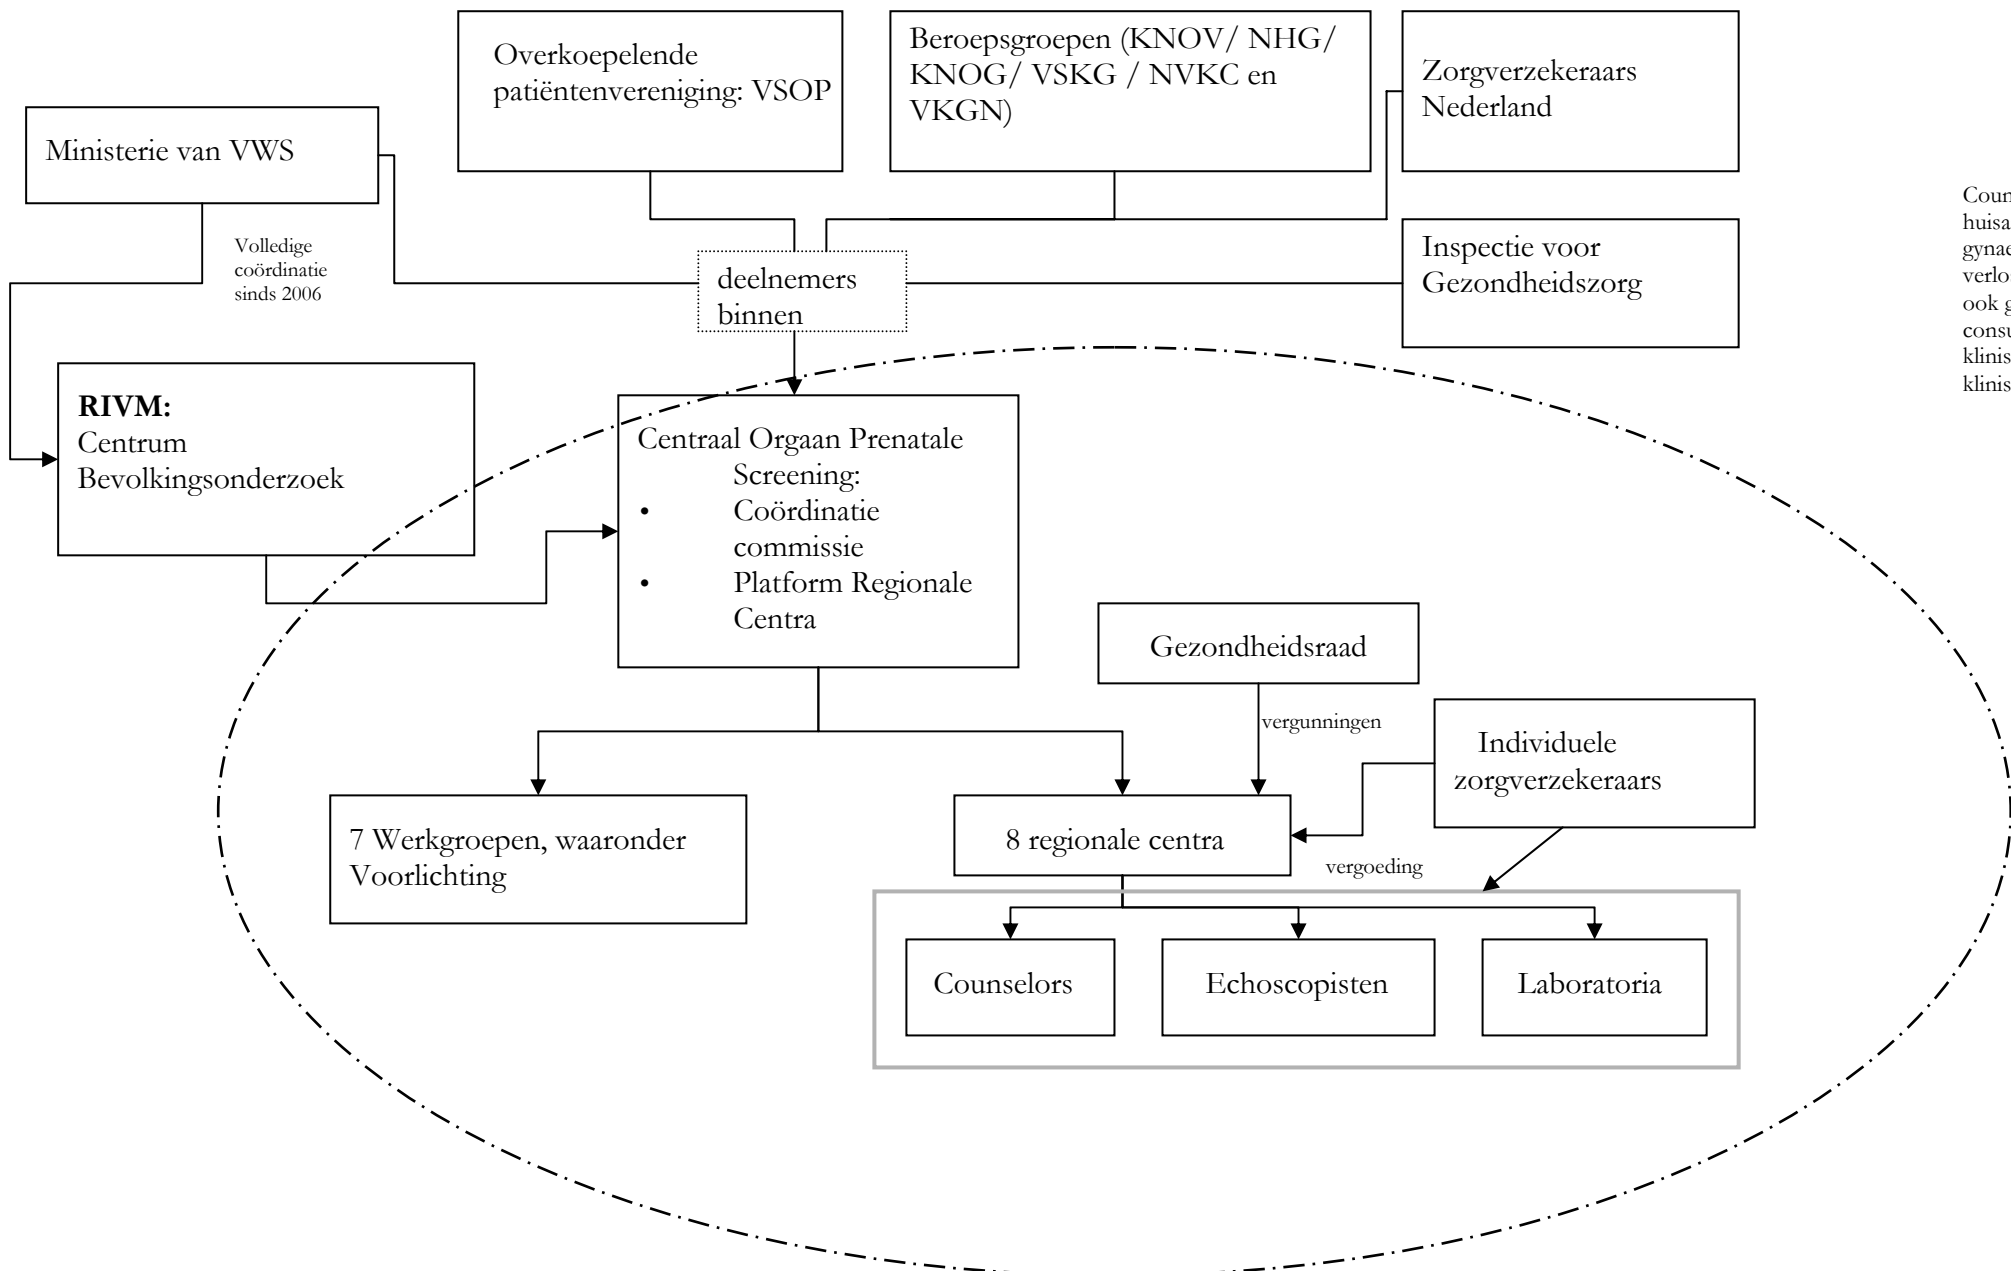 Overkoepelende
patiëntenvereniging: VSOP
Beroepsgroepen (KNOV/ NHG/
KNOG/ VSKG / NVKC en
VKGN)
Zorgverzekeraars
Nederland
Ministerie van VWS
Volledige
coördinatie
sinds 2006
deelnemers
binnen
Inspectie voor
Gezondheidszorg
RIVM:
Centrum
Bevolkingsonderzoek
Centraal Orgaan Prenatale
Screening:
• Coördinatie
commissie
• Platform Regionale
Centra
Gezondheidsraad
vergunningen
Individuele
zorgverzekeraars
7 Werkgroepen, waaronder
Voorlichting
8 regionale centra
vergoeding
Counselors
Echoscopisten
Laboratoria
ook